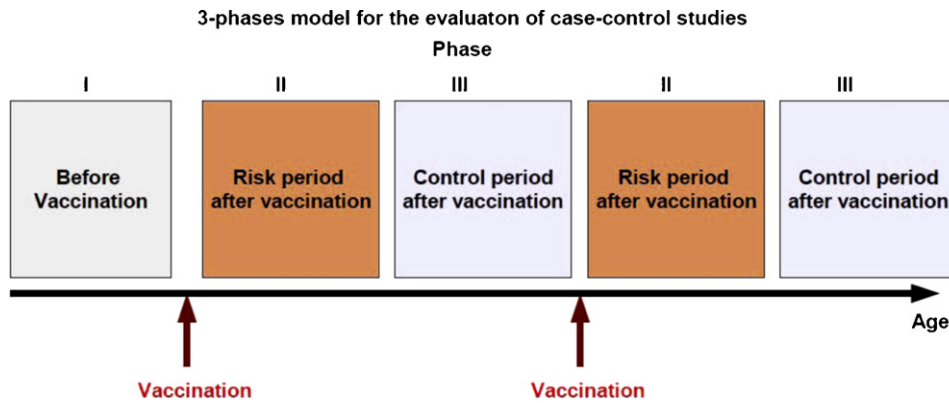 3-phases model for the evaluaton of case-control studies
Phase
I II III II III
Before
Vaccination
Risk period
after vaccination
Control period
after vaccination
Risk period
after vaccination
Control period
after vaccination
Age
Vaccination
Vaccination